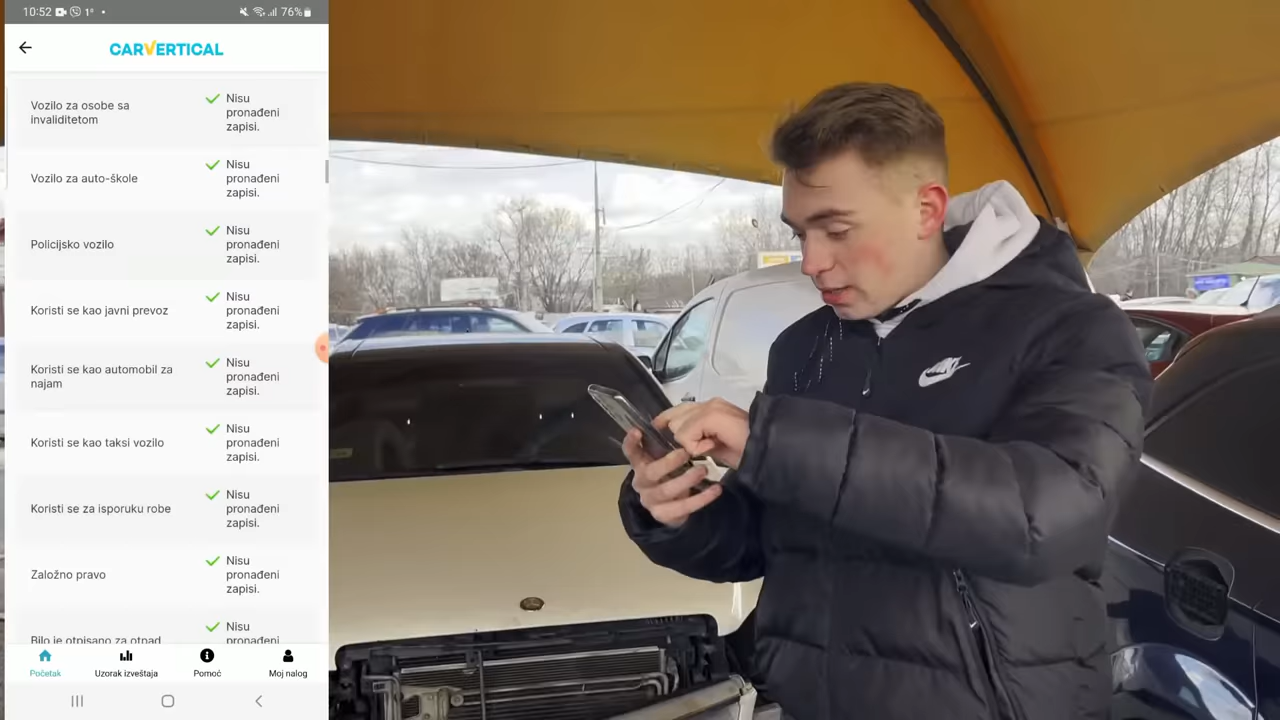 10:52
1°
76%
CARVERTICAL
Vozilo za osobe sa
invaliditetom
Nisu
pronađeni
zapisi.
Vozilo za auto-škole
Nisu
pronađeni
zapisi.
Policijsko vozilo
Nisu
pronađeni
zapisi.
Koristi se kao javni prevoz
Nisu
pronađeni
zapisi.
Koristi se kao automobil za
najam
Nisu
pronađeni
zapisi.
Koristi se kao taksi vozilo
Nisu
pronađeni
zapisi.
Koristi se za isporuku robe
Nisu
pronađeni
zapisi.
Založno pravo
Nisu
pronađeni
zapisi.
Bilo je otpisano za otpad
Nisu
pronađeni
Početak
Uzorak izveštaja
Pomoć
Moj nalog